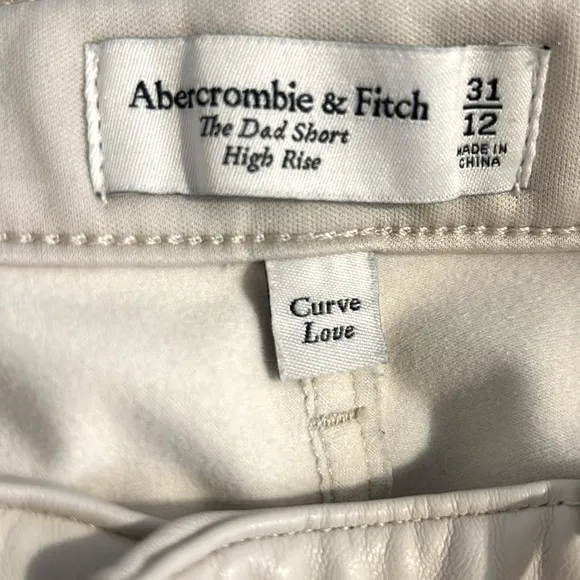 Abercrombie & Fitch
The Dad Short
High Rise
31
12
MADE IN
CHINA
Curve
Love